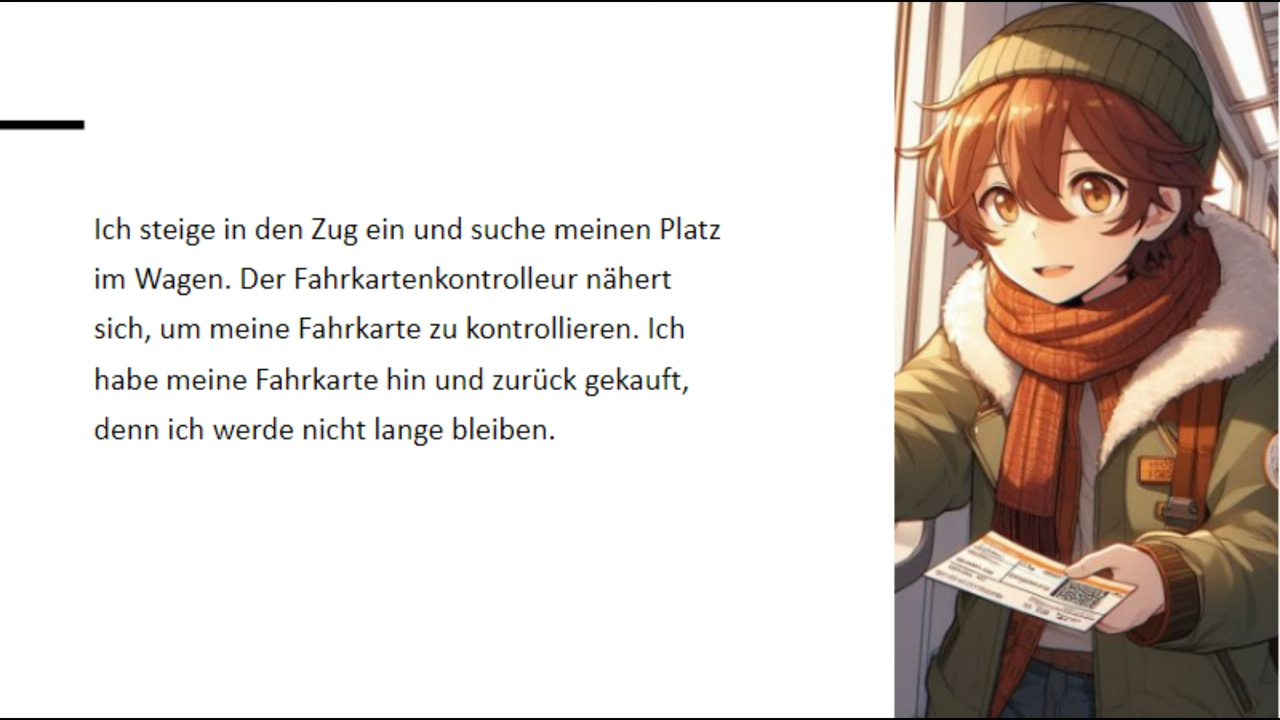 Ich steige in den Zug ein und suche meinen Platz
im Wagen. Der Fahrkartenkontrolleur nähert
sich, um meine Fahrkarte zu kontrollieren. Ich
habe meine Fahrkarte hin und zurück gekauft,
denn ich werde nicht lange bleiben.